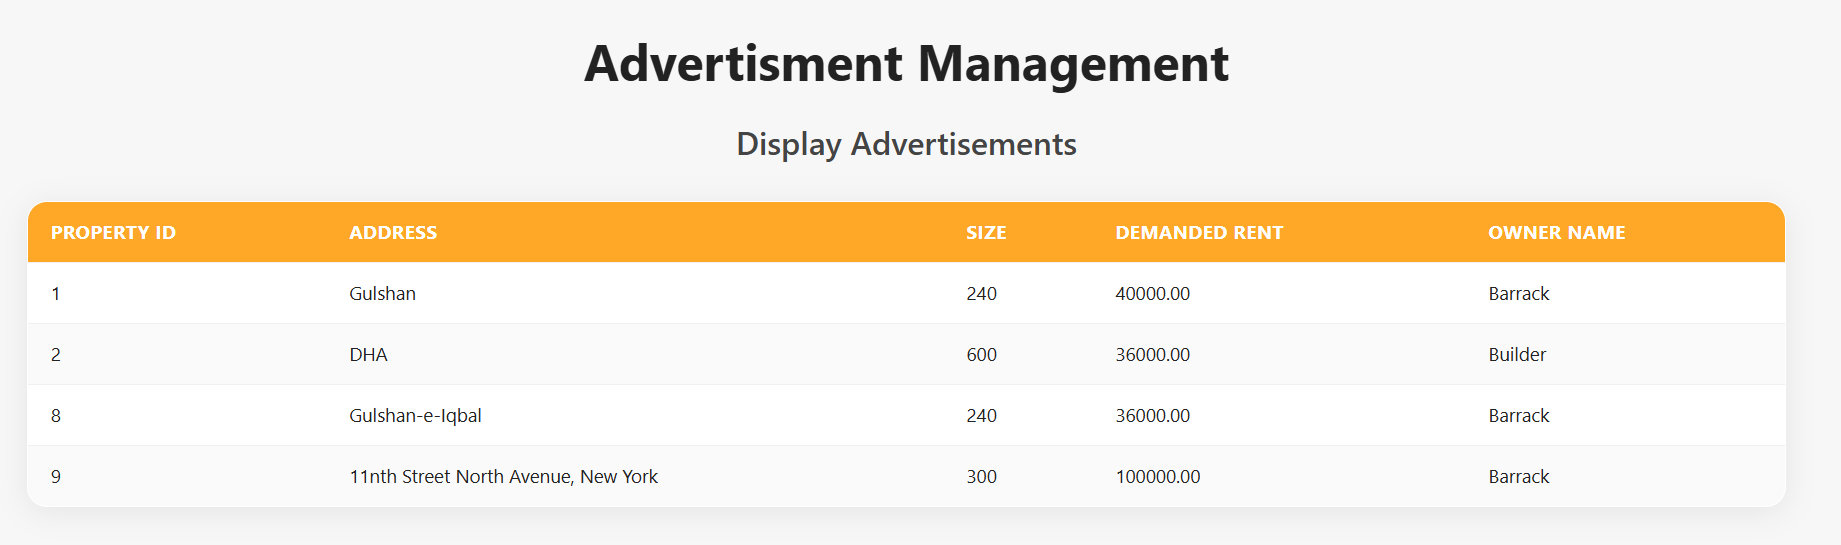 Advertisment Management
Display Advertisements
PROPERTY ID ADDRESS SIZE DEMANDED RENT OWNER NAME
1 Gulshan 240 40000.00 Barrack
2 DHA 600 36000.00 Builder
8 Gulshan-e-Iqbal 240 36000.00 Barrack
9 11nth Street North Avenue, New York 300 100000.00 Barrack